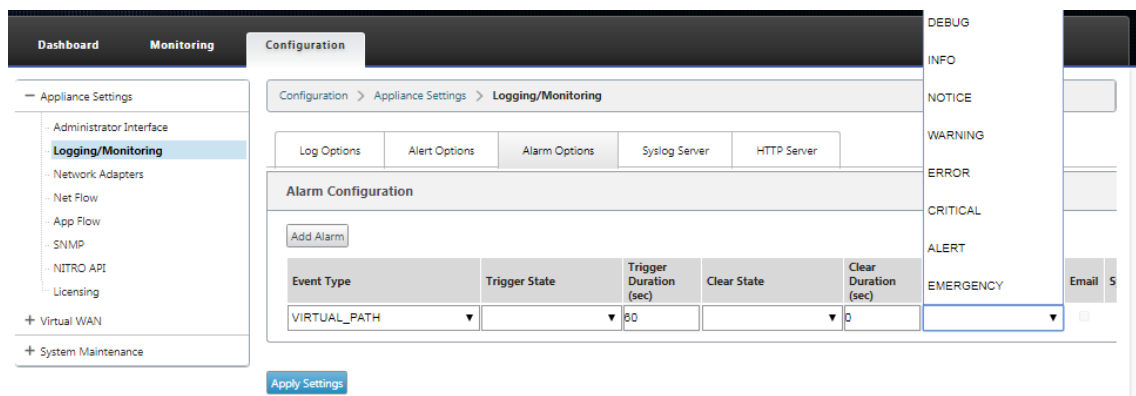 Dashboard Monitoring Configuration
DEBUG
INFO
NOTICE
WARNING
ERROR
CRITICAL
ALERT
EMERGENCY
Appliance Settings
Administrator Interface
Logging/Monitoring
Network Adapters
Net Flow
App Flow
SNMP
NITRO API
Licensing
Virtual WAN
System Maintenance
Configuration > Appliance Settings > Logging/Monitoring
Log Options Alert Options Alarm Options Syslog Server HTTP Server
Alarm Configuration
Add Alarm
Event Type
Trigger State
Trigger
Duration
(sec)
Clear State
Clear
Duration
(sec)
Email
S
VIRTUAL_PATH 60 0
Apply Settings